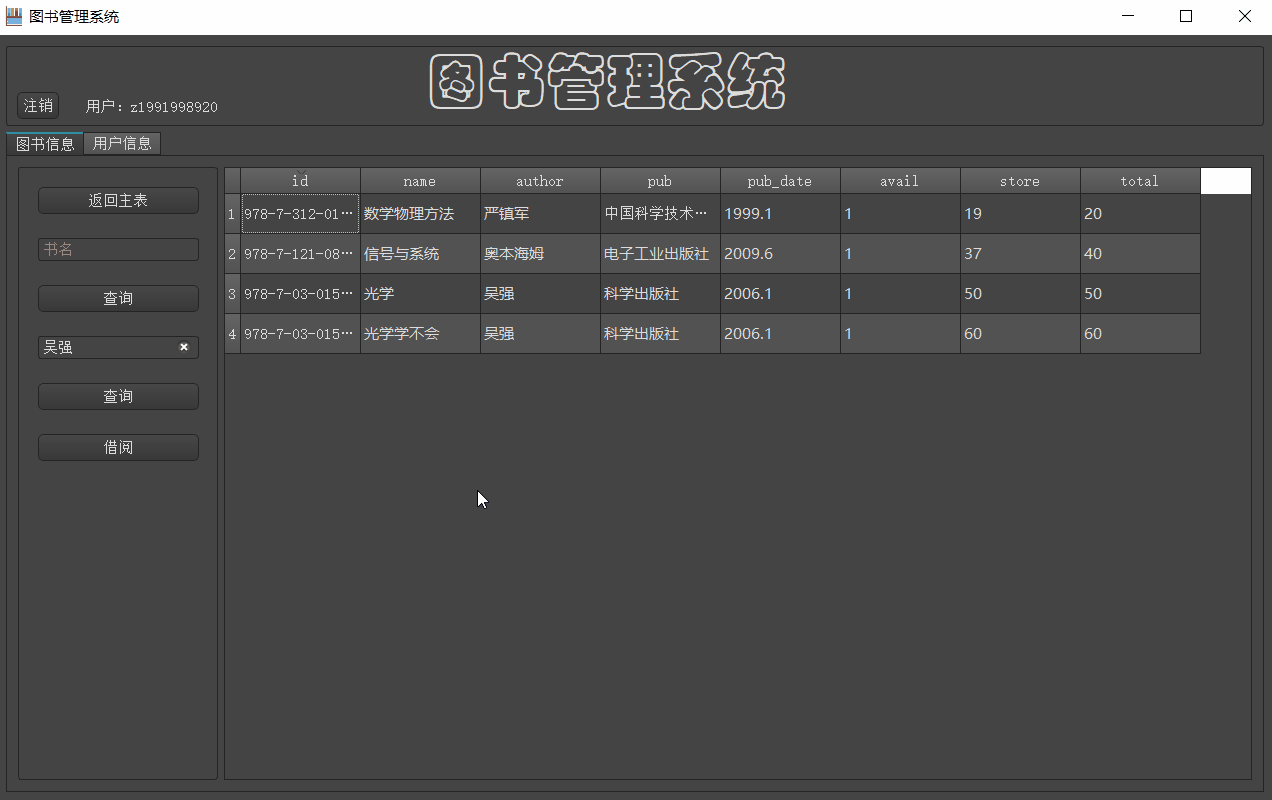 图书管理系统
图书管理系统
注销 用户：z1991998920
图书信息 用户信息
返回主表
书名
查询
吴强
查询
借阅
id name author pub pub_date avail store total
1 978-7-312-01… 数学物理方法 严镇军 中国科学技术… 1999.1 1 19 20
2 978-7-121-08… 信号与系统 奥本海姆 电子工业出版社 2009.6 1 37 40
3 978-7-03-015… 光学 吴强 科学出版社 2006.1 1 50 50
4 978-7-03-015… 光学学不会 吴强 科学出版社 2006.1 1 60 60